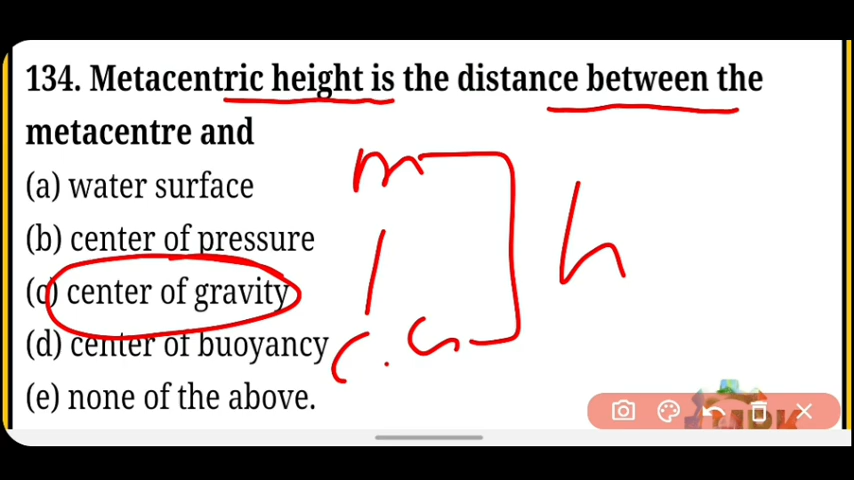 134. Metacentric height is the distance between the
metacentre and
(a) water surface
(b) center of pressure
(c) center of gravity
(d) center of buoyancy
(e) none of the above.
m
h
C.G